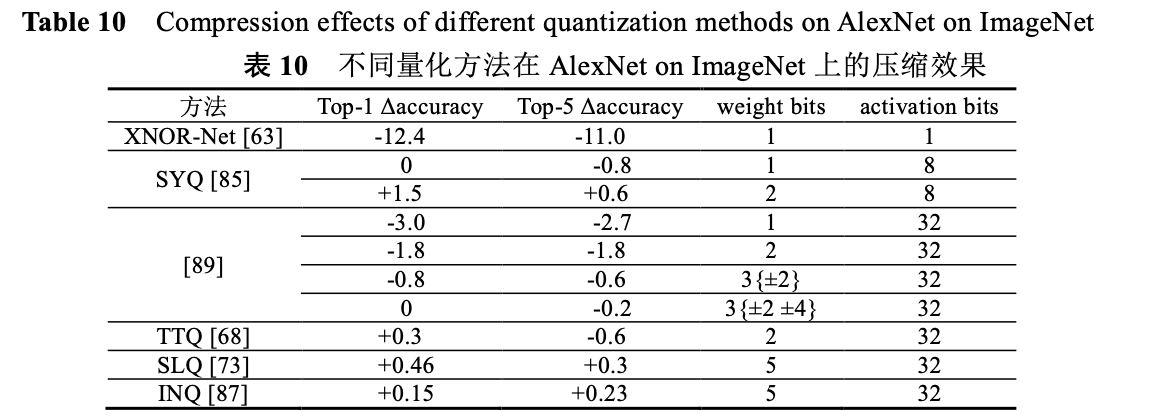 Table 10 Compression effects of different quantization methods on AlexNet on ImageNet
表 10 不同量化方法在 AlexNet on ImageNet 上的压缩效果
方法 Top-1 Δaccuracy Top-5 Δaccuracy weight bits activation bits
XNOR-Net [63] -12.4 -11.0 1 1
SYQ [85] 0 -0.8 1 8
+1.5 +0.6 2 8
[89] -3.0 -2.7 1 32
-1.8 -1.8 2 32
-0.8 -0.6 3{±2} 32
0 -0.2 3{±2 ±4} 32
TTQ [68] +0.3 -0.6 2 32
SLQ [73] +0.46 +0.3 5 32
INQ [87] +0.15 +0.23 5 32